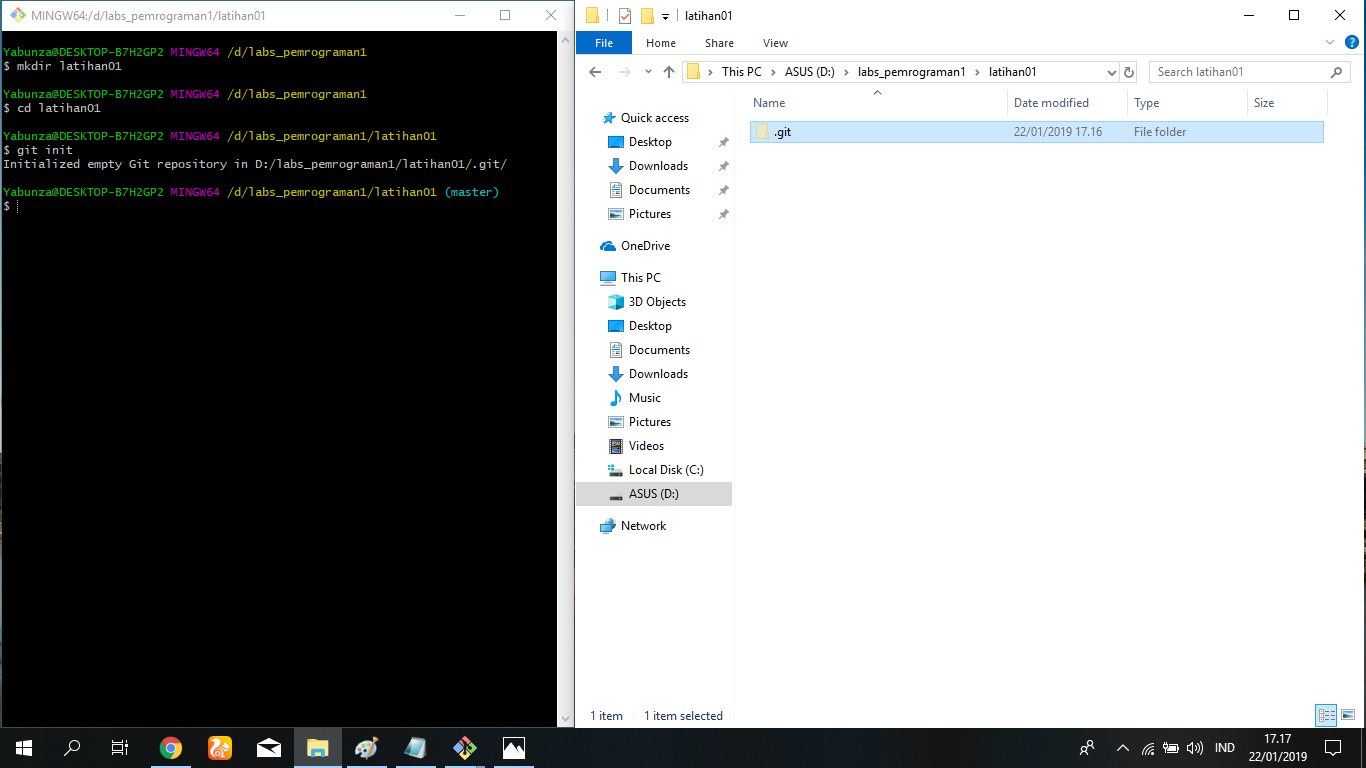 MINGW64:/d/labs_pemrograman1/latihan01
Yabunza@DESKTOP-B7H2GP2 MINGW64 /d/labs_pemrograman1
$ mkdir latihan01
Yabunza@DESKTOP-B7H2GP2 MINGW64 /d/labs_pemrograman1
$ cd latihan01
Yabunza@DESKTOP-B7H2GP2 MINGW64 /d/labs_pemrograman1/latihan01
$ git init
Initialized empty Git repository in D:/labs_pemrograman1/latihan01/.git/
Yabunza@DESKTOP-B7H2GP2 MINGW64 /d/labs_pemrograman1/latihan01 (master)
$
latihan01
File Home Share View
This PC ASUS (D:) labs_pemrograman1 latihan01
Search latihan01
Name Date modified Type Size
.git 22/01/2019 17.16 File folder
Quick access
Desktop
Downloads
Documents
Pictures
OneDrive
This PC
3D Objects
Desktop
Documents
Downloads
Music
Pictures
Videos
Local Disk (C:)
ASUS (D:)
Network
1 item 1 item selected
IND
17.17
22/01/2019